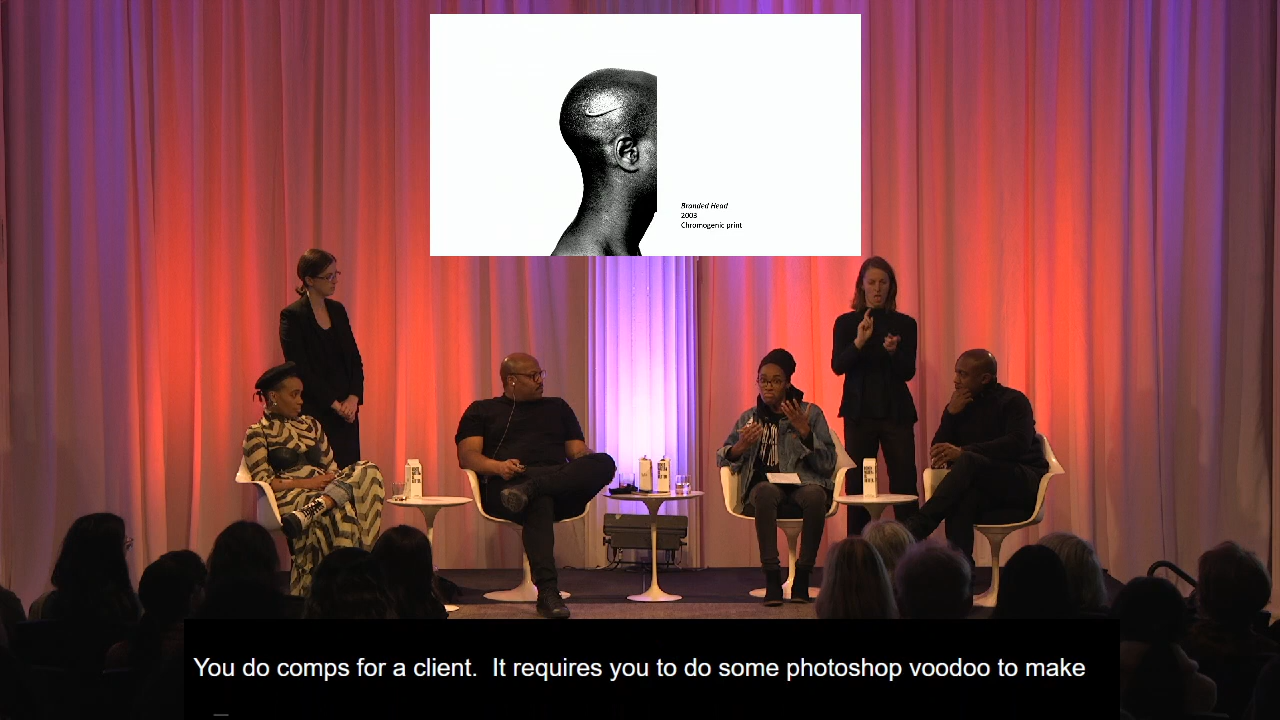 Branded Head
2003
Chromogenic print
You do comps for a client.  It requires you to do some photoshop voodoo to make